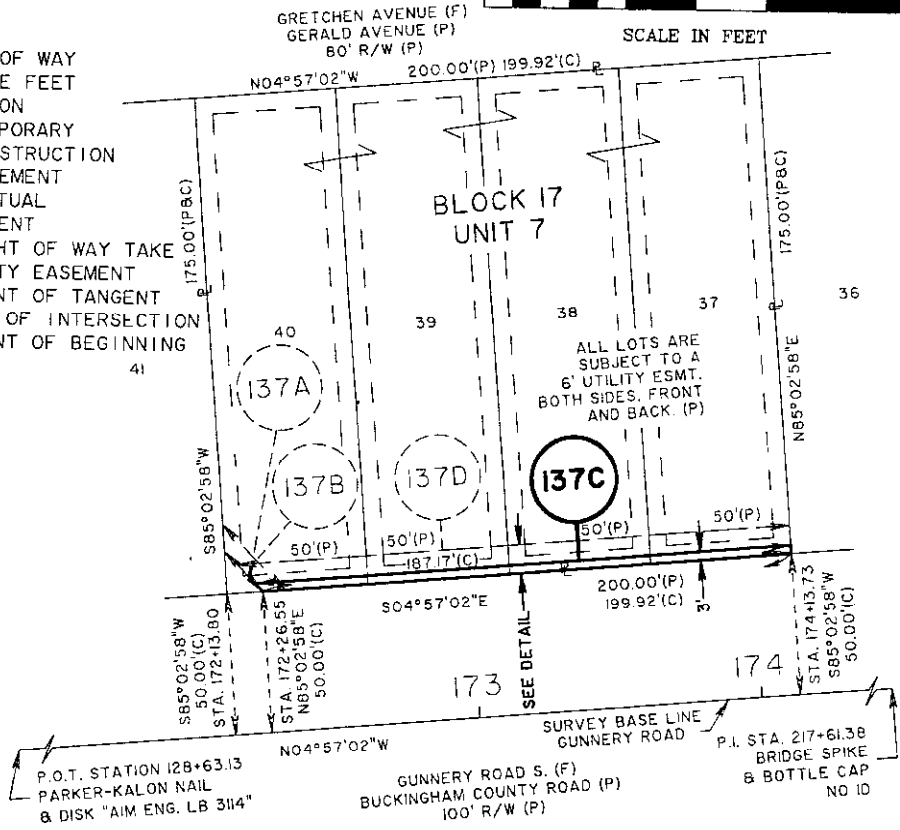 GRETCHEN AVENUE (F)
GERALD AVENUE (P)
80' R/W (P)
SCALE IN FEET
N04°57'02"W
200.00'(P) 199.92'(C)
OF WAY
FEET
STRUCTION
EASEMENT
HT OF WAY TAKE
TY EASEMENT
NT OF TANGENT
OF INTERSECTION
NT OF BEGINNING
175.00'(P&C)
175.00'(P&C)
BLOCK 17
UNIT 7
41
40
39
38
37
36
ALL LOTS ARE
SUBJECT TO A
6' UTILITY ESMT.
BOTH SIDES, FRONT
AND BACK. (P)
137A
137B
137D
137C
S85°02'58"W
N85°02'58"E
50'(P)
50'(P)
50'(P)
50'(P)
187.17'(C)
S04°57'02"E
200.00'(P)
199.92'(C)
3'
S85°02'58"W
50.00'(C)
STA. 172+13.80
STA. 172+26.55
N85°02'58"E
50.00'(C)
SEE DETAIL
STA. 174+13.73
S85°02'58"W
50.00'(C)
173
174
N04°57'02"W
SURVEY BASE LINE
GUNNERY ROAD
P.O.T. STATION 128+63.13
PARKER-KALON NAIL
& DISK "AIM ENG. LB 3114"
GUNNERY ROAD S. (F)
BUCKINGHAM COUNTY ROAD (P)
100' R/W (P)
P.I. STA. 217+61.38
BRIDGE SPIKE
& BOTTLE CAP
NO ID